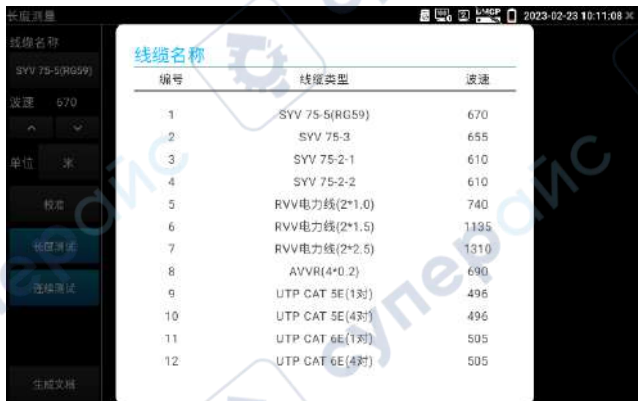 长度测量 2023-02-23 10:11:08
线缆名称
SYV 75-5(RG59)
波速 670
单位 米
校准
长度测试
连续测试
生成文档
线缆名称
编号 线缆类型 波速
1 SYV 75-5(RG59) 670
2 SYV 75-3 655
3 SYV 75-2-1 610
4 SYV 75-2-2 610
5 RVV电力线(2*1.0) 740
6 RVV电力线(2*1.5) 1135
7 RVV电力线(2*2.5) 1310
8 AVVR(4*0.2) 690
9 UTP CAT 5E(1对) 496
10 UTP CAT 5E(4对) 496
11 UTP CAT 6E(1对) 505
12 UTP CAT 6E(4对) 505
суперайс